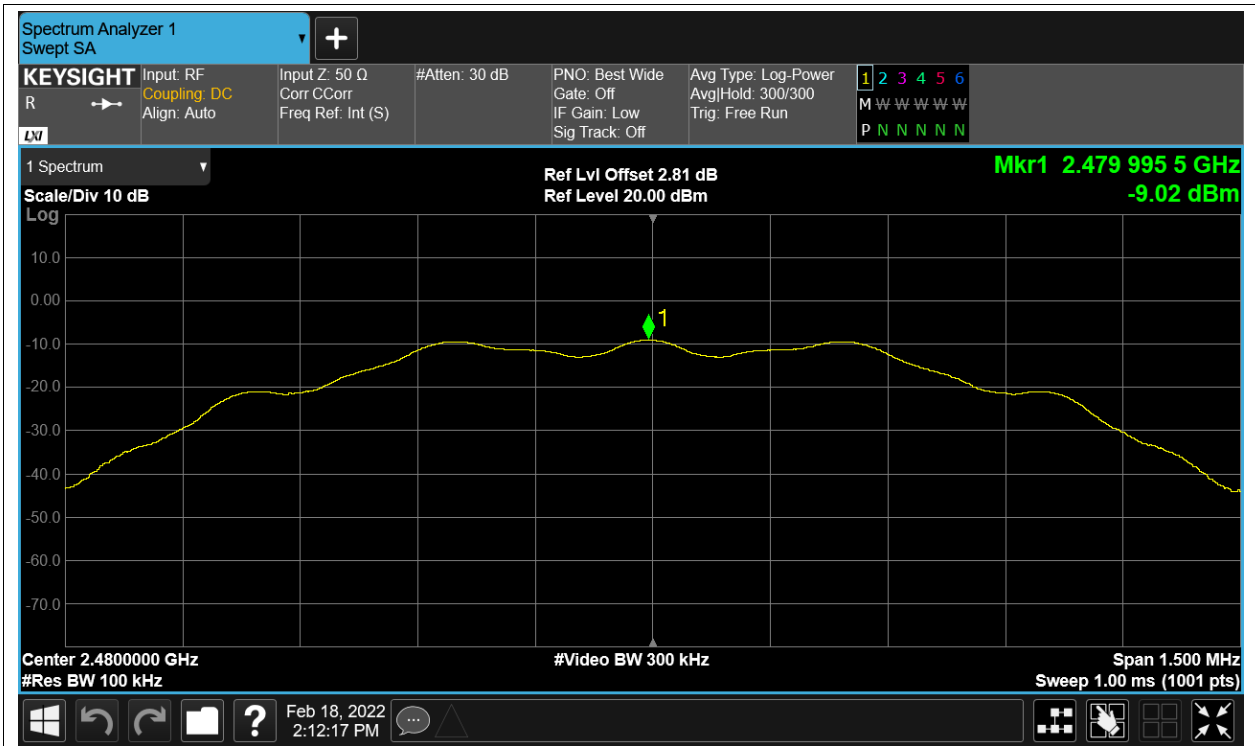 Spectrum Analyzer 1
Swept SA
KEYSIGHT
R
LXI
Input: RF
Coupling: DC
Align: Auto
Input Z: 50 Ω
Corr CCorr
Freq Ref: Int (S)
#Atten: 30 dB
PNO: Best Wide
Gate: Off
IF Gain: Low
Sig Track: Off
Avg Type: Log-Power
Avg|Hold: 300/300
Trig: Free Run
1 2 3 4 5 6
M W W W W W W
P N N N N N N
1 Spectrum
Scale/Div 10 dB
Log
Ref Lvl Offset 2.81 dB
Ref Level 20.00 dBm
Mkr1 2.479 995 5 GHz
-9.02 dBm
10.0
0.00
1
-10.0
-20.0
-30.0
-40.0
-50.0
-60.0
-70.0
Center 2.4800000 GHz
#Res BW 100 kHz
#Video BW 300 kHz
Span 1.500 MHz
Sweep 1.00 ms (1001 pts)
?
Feb 18, 2022
2:12:17 PM